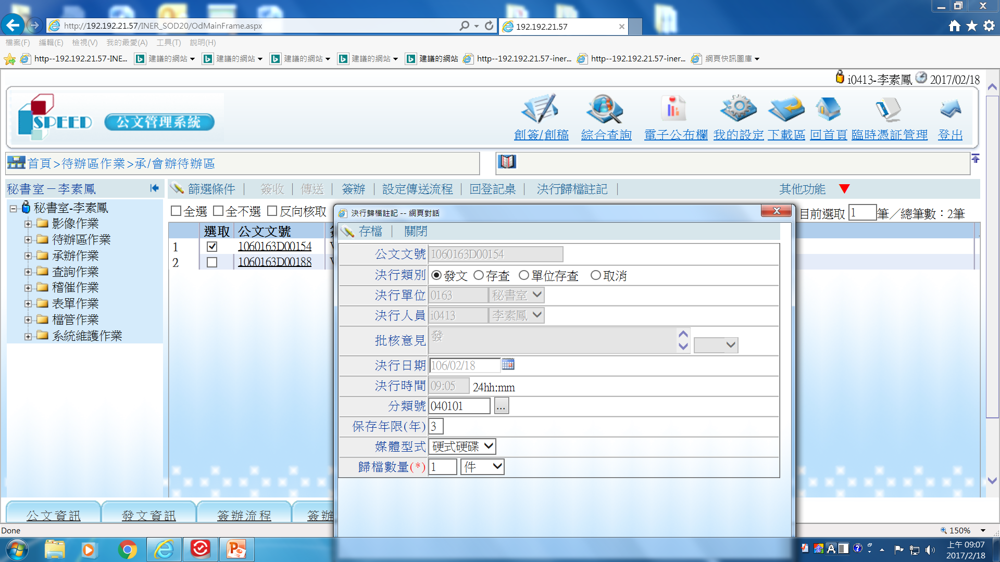 http://192.192.21.57/INER_SOD20/OdMainFrame.aspx
192.192.21.57
檔案(F) 編輯(E) 檢視(V) 我的最愛(A) 工具(T) 說明(H)
http--192.192.21.57-INE... 建議的網站 建議的網站 建議的網站 建議的網站 建議的網站 http--192.192.21.57-iner... http--192.192.21.57-iner... 網頁快訊圖庫
i0413-李素鳳 2017/02/18
SPEED 公文管理系統
創簽/創稿 綜合查詢 電子公布欄 我的設定 下載區 回首頁 臨時憑証管理 登出
首頁>待辦區作業>承/會辦待辦區
秘書室－李素鳳
篩選條件 簽收 傳送 簽辦 設定傳送流程 回登記桌 決行歸檔註記 其他功能
秘書室-李素鳳
影像作業
待辦區作業
承辦作業
查詢作業
稽催作業
表單作業
檔管作業
系統維護作業
全選 全不選 反向核取
目前選取 1 筆／總筆數：2筆
選取 公文文號
1 1060163D00154
2 1060163D00188
決行歸檔註記 -- 網頁對話
存檔 關閉
公文文號 1060163D00154
決行類別 發文 存查 單位存查 取消
決行單位 0163 秘書室
決行人員 i0413 李素鳳
批核意見 發
決行日期 106/02/18
決行時間 09:05 24hh:mm
分類號 040101 ...
保存年限(年) 3
媒體型式 硬式硬碟
歸檔數量(*) 1 件
公文資訊 發文資訊 簽辦流程 簽辦
Done
150%
上午 09:07
2017/2/18